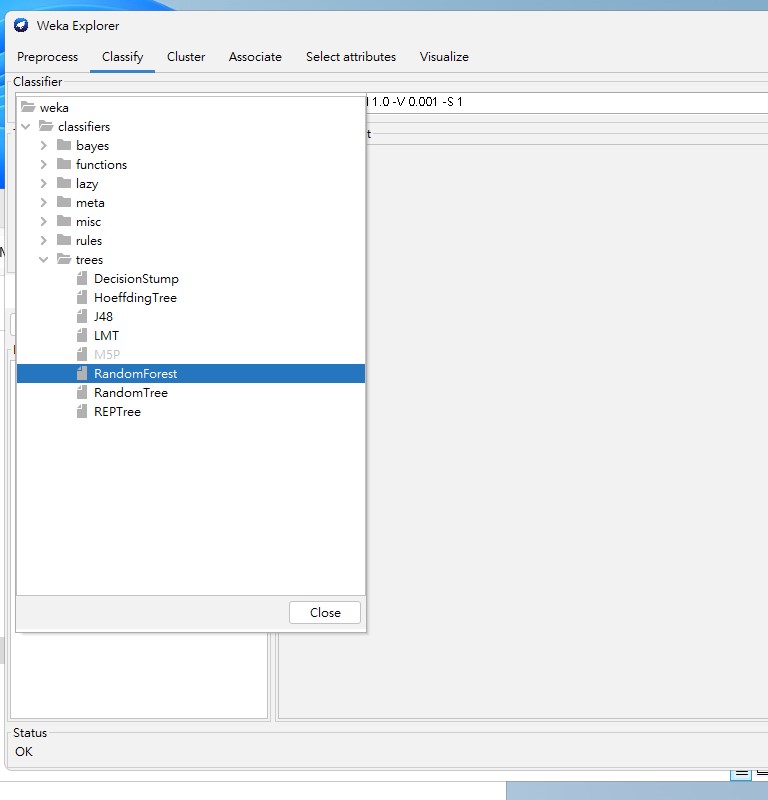 Weka Explorer
Preprocess Classify Cluster Associate Select attributes Visualize
Classifier
1.0 -V 0.001 -S 1
weka
classifiers
bayes
functions
lazy
meta
misc
rules
trees
DecisionStump
HoeffdingTree
J48
LMT
M5P
RandomForest
RandomTree
REPTree
Close
Status
OK